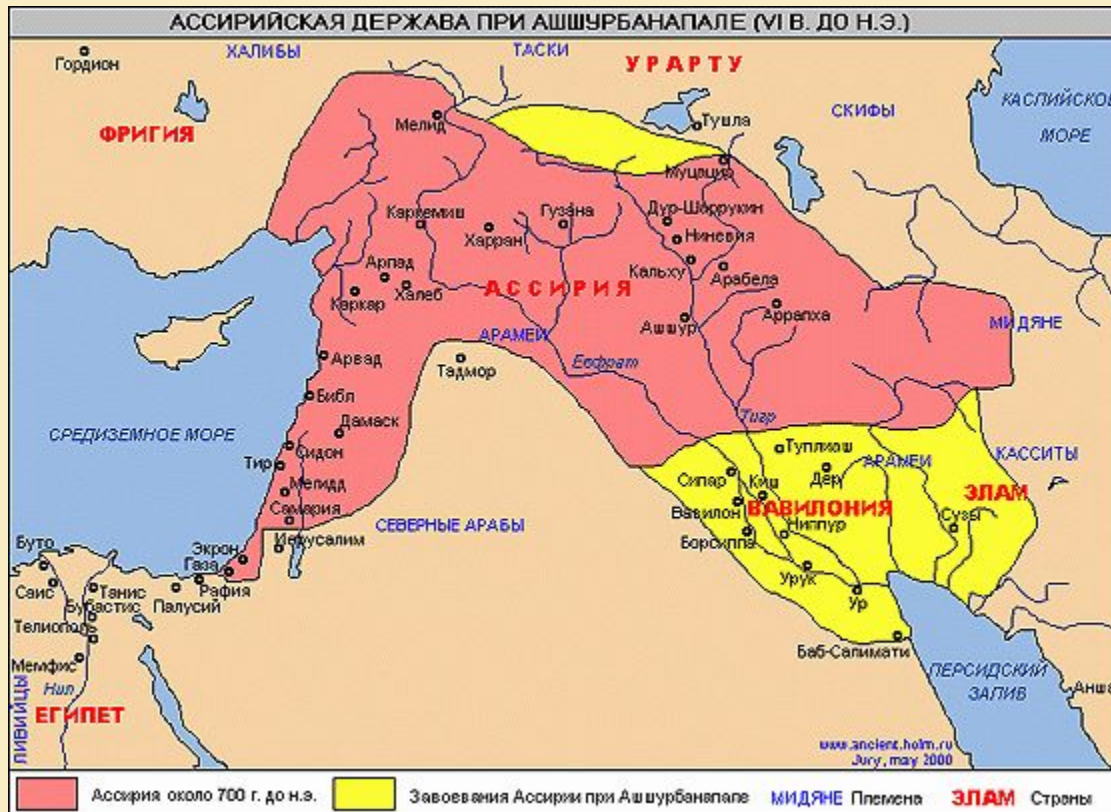 АССИРИЙСКАЯ ДЕРЖАВА ПРИ АШШУРБАНАПАЛЕ (VI В. ДО Н.Э.)
Гордион
ХАЛИБЫ
ТАСКИ
УРАРТУ
СКИФЫ
КАСПИЙСКОЕ
МОРЕ
ФРИГИЯ
Мелид
Тушпа
Муцацир
Каркемиш
Харран
Гузана
Дур-Шаррукин
Ниневия
Кальху
Арабела
Арпад
Каркар
Халеб
АССИРИЯ
Ашшур
Аррапха
МИДЯНЕ
АРАМЕИ
Арвад
Тадмор
Евфрат
Библ
Тигр
СРЕДИЗЕМНОЕ МОРЕ
Дамаск
Сидон
Тир
Мелидд
Самария
СЕВЕРНЫЕ АРАБЫ
Иерусалим
Туплиаш
Сипар
Киш
Дер
АРАМЕИ
КАССИТЫ
ЭЛАМ
Вавилон
ВАВИЛОНИЯ
Сузы
Борсиппа
Ниппур
Буто
Экрон
Газа
Рафия
Саис
Танис
Палусий
Бубастис
Телиополь
Урук
Ур
Мемфис
Баб-Салимати
Нил
ЕГИПЕТ
ЛИВИЙЦЫ
ПЕРСИДСКИЙ
ЗАЛИВ
Анша
www.ancient.holm.ru
Jury, may 2000
Ассирия около 700 г. до н.э. Завоевания Ассирии при Ашшурбанапале МИДЯНЕ Племена ЭЛАМ Страны